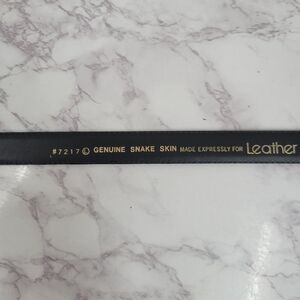 #7217 Ⓛ GENUINE SNAKE SKIN MADE EXPRESSLY FOR Leather